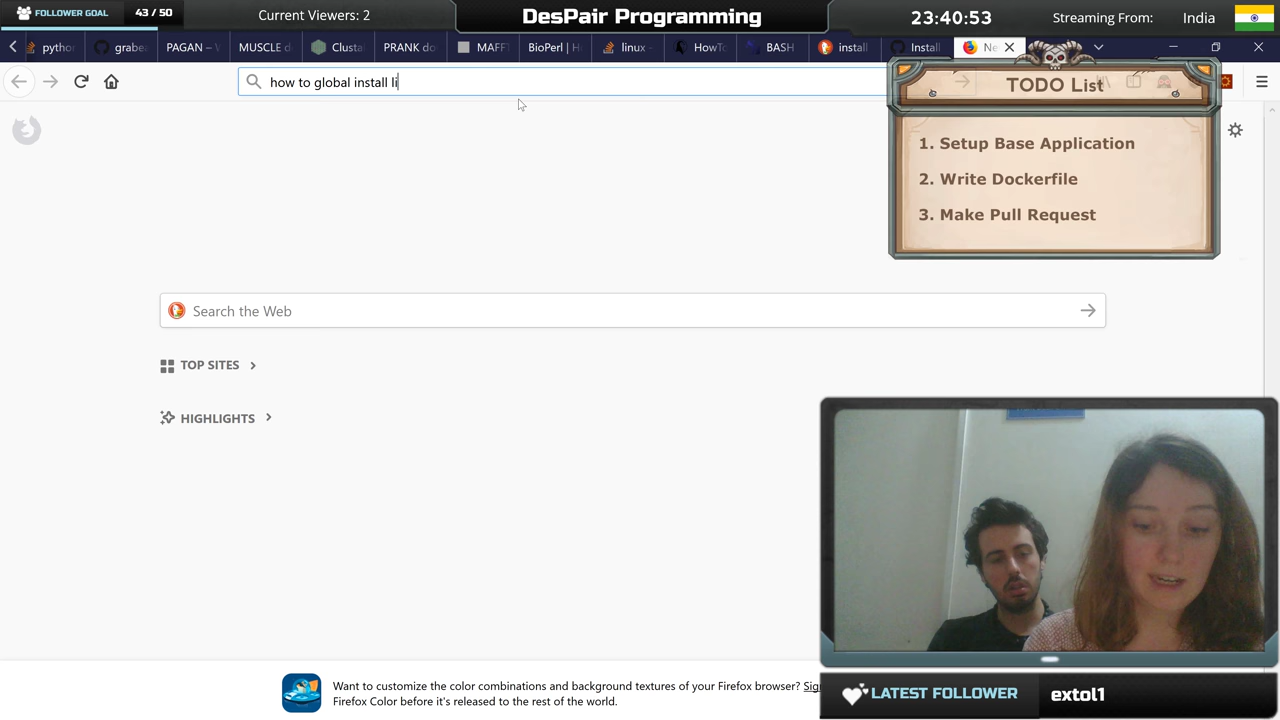 FOLLOWER GOAL
43 / 50
Current Viewers: 2
DesPair Programming
23:40:53
Streaming From:
India
pythor
grabea
PAGAN – V
MUSCLE d
Clusta
PRANK do
MAFF
BioPerl | H
linux
HowTo
BASH
install
Install
Ne
how to global install li
TODO List
1. Setup Base Application
2. Write Dockerfile
3. Make Pull Request
Search the Web
TOP SITES
HIGHLIGHTS
Want to customize the color combinations and background textures of your Firefox browser? Sig
Firefox Color before it's released to the rest of the world.
LATEST FOLLOWER
extol1